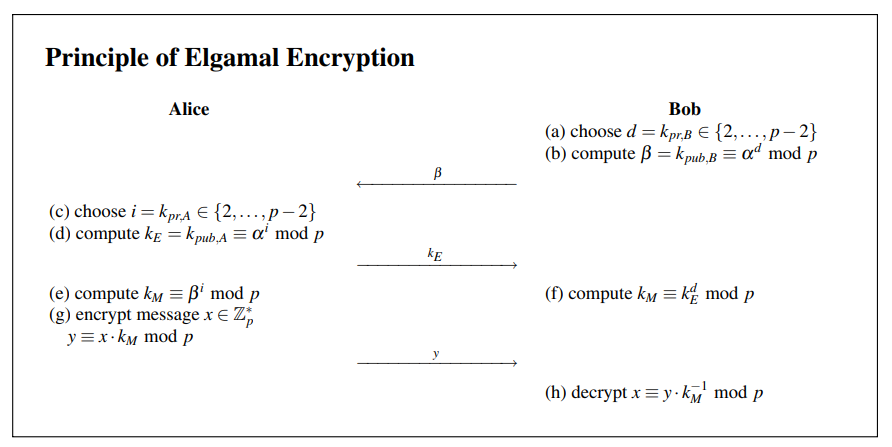 Principle of Elgamal Encryption
Alice
Bob
(a) choose d = k_{pr,B} ∈ {2,...,p−2}
(b) compute β = k_{pub,B} ≡ α^d mod p
β
(c) choose i = k_{pr,A} ∈ {2,...,p−2}
(d) compute k_E = k_{pub,A} ≡ α^i mod p
k_E
(e) compute k_M ≡ β^i mod p
(f) compute k_M ≡ k_E^d mod p
(g) encrypt message x ∈ ℤ_p^*
y ≡ x · k_M mod p
y
(h) decrypt x ≡ y · k_M^{−1} mod p